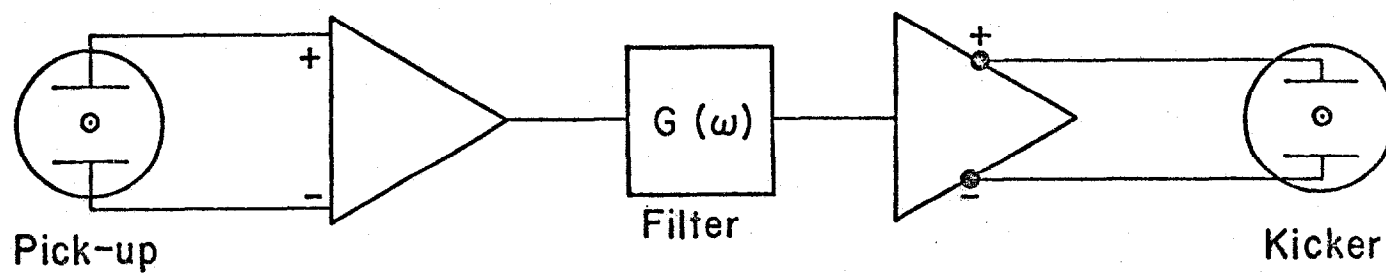 +
+
G (ω)
−
−
Filter
Pick-up
Kicker